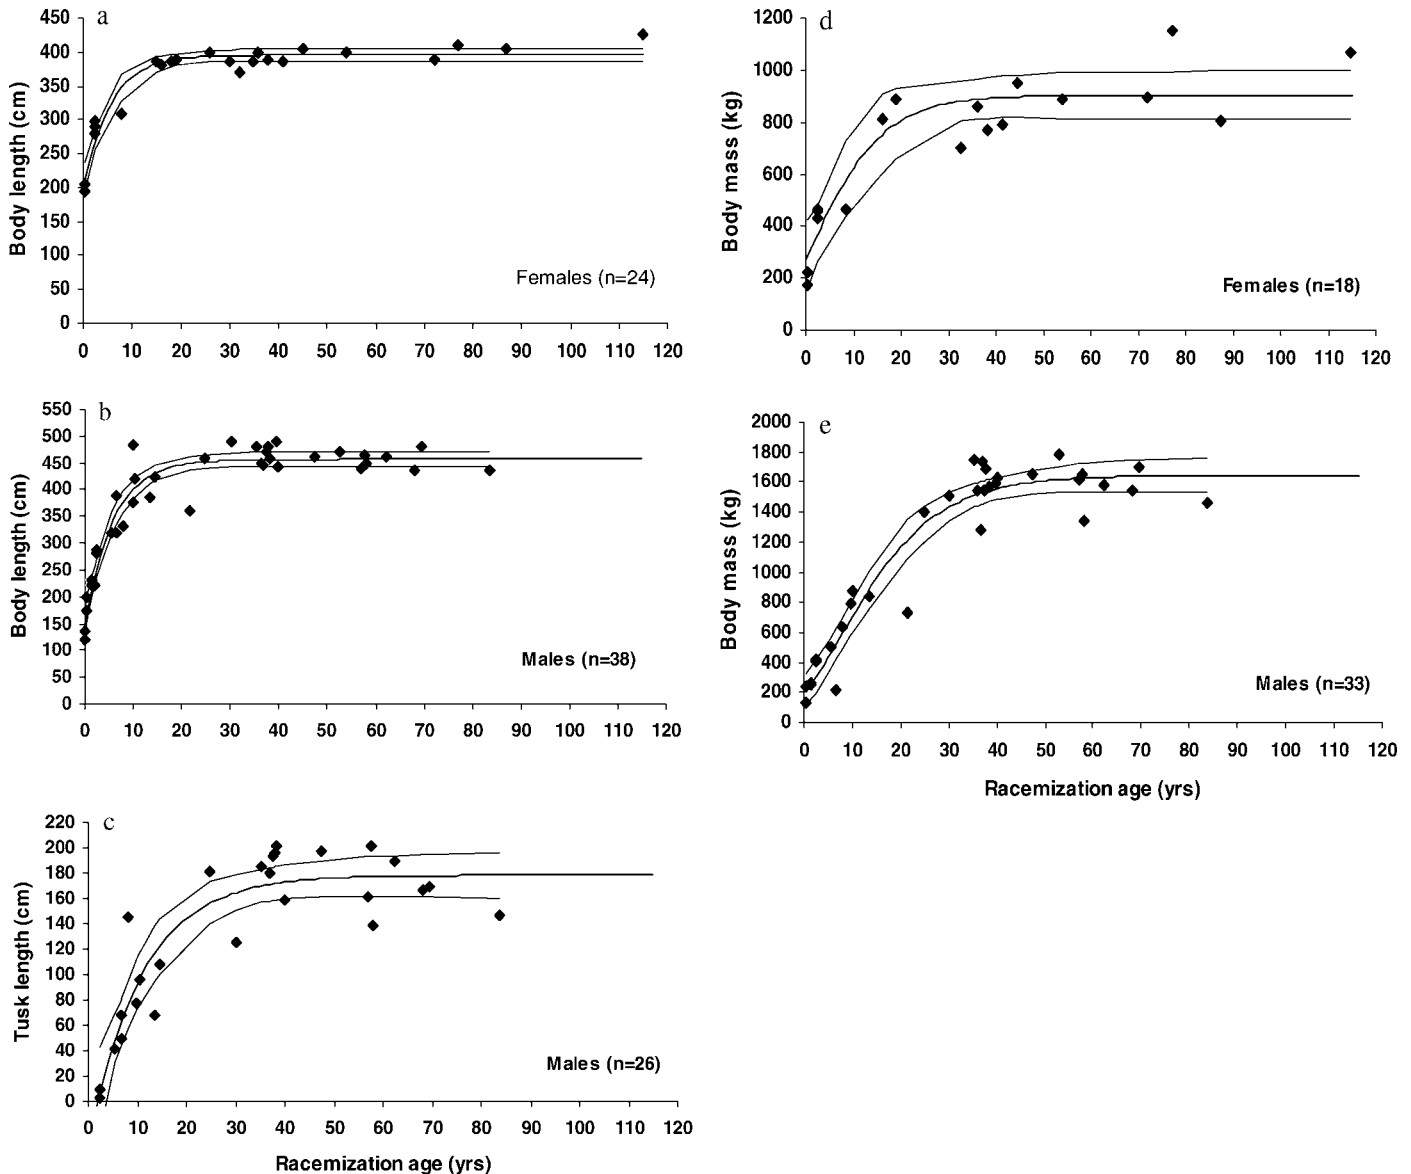 a
450
400
350
300
250
200
150
100
50
0
Body length (cm)
Females (n=24)
0 10 20 30 40 50 60 70 80 90 100 110 120
d
1200
1000
800
600
400
200
0
Body mass (kg)
Females (n=18)
0 10 20 30 40 50 60 70 80 90 100 110 120
b
550
500
450
400
350
300
250
200
150
100
50
0
Body length (cm)
Males (n=38)
0 10 20 30 40 50 60 70 80 90 100 110 120
e
2000
1800
1600
1400
1200
1000
800
600
400
200
0
Body mass (kg)
Males (n=33)
0 10 20 30 40 50 60 70 80 90 100 110 120
Racemization age (yrs)
c
220
200
180
160
140
120
100
80
60
40
20
0
Tusk length (cm)
Males (n=26)
0 10 20 30 40 50 60 70 80 90 100 110 120
Racemization age (yrs)